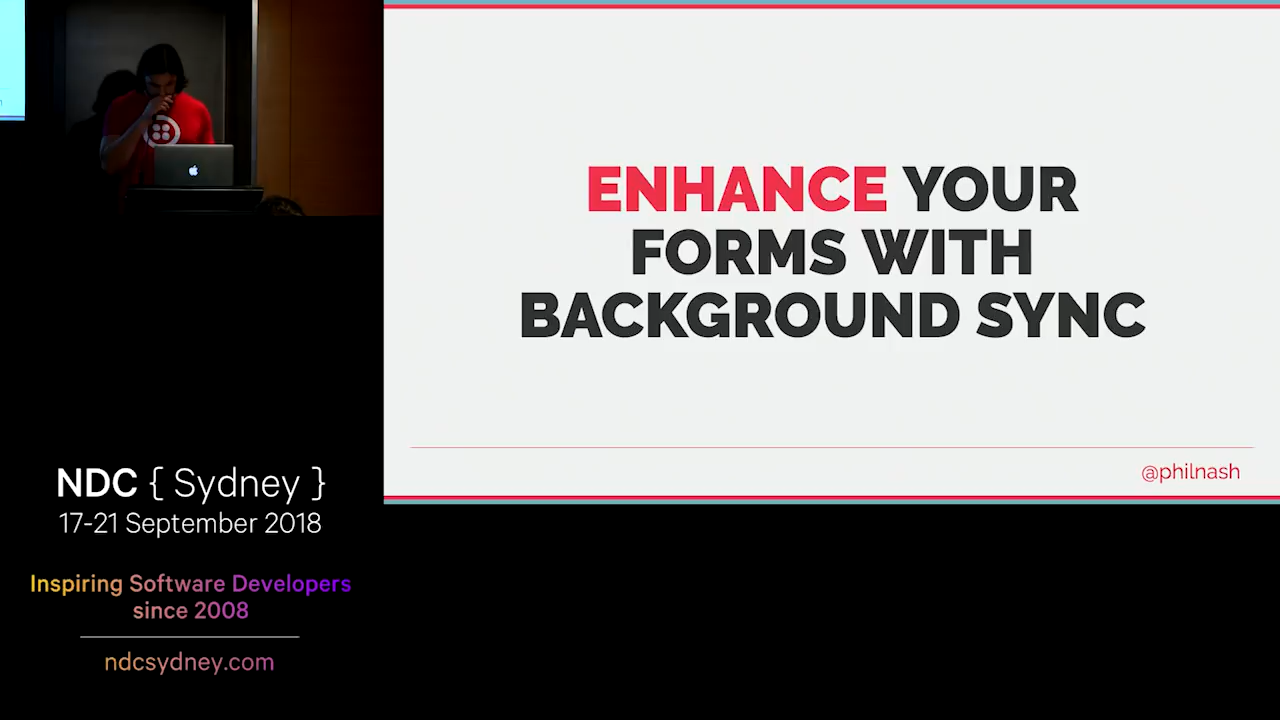 ENHANCE YOUR
FORMS WITH
BACKGROUND SYNC
@philnash
NDC { Sydney }
17-21 September 2018
Inspiring Software Developers
since 2008
ndcsydney.com